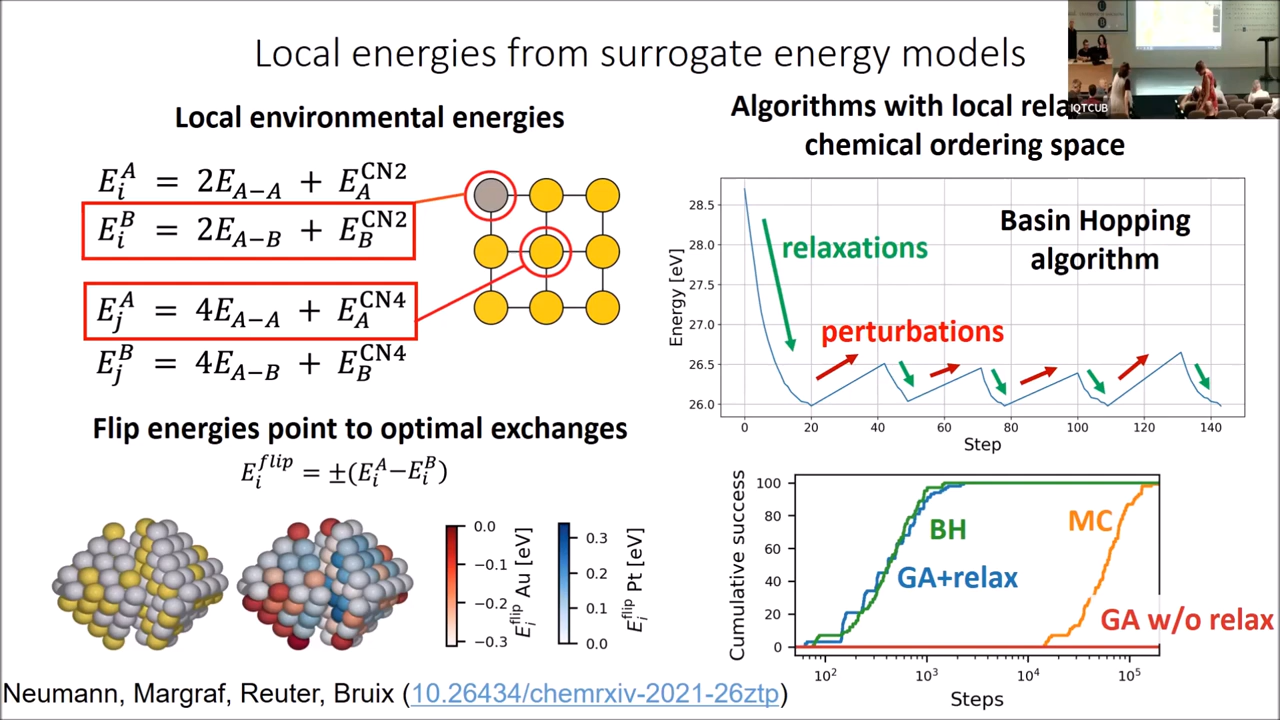 Local energies from surrogate energy models
IQTCUB
Local environmental energies
E_i^A = 2E_{A−A} + E_A^{CN2}
E_i^B = 2E_{A−B} + E_B^{CN2}
E_j^A = 4E_{A−A} + E_A^{CN4}
E_j^B = 4E_{A−B} + E_B^{CN4}
Flip energies point to optimal exchanges
E_i^{flip} = ±(E_i^A−E_i^B)
0.0
−0.1
−0.2
−0.3
E_i^{flip} Au [eV]
0.3
0.2
0.1
0.0
E_i^{flip} Pt [eV]
Algorithms with local rela
chemical ordering space
Energy [eV]
28.5
28.0
27.5
27.0
26.5
26.0
relaxations
Basin Hopping
algorithm
perturbations
0 20 40 60 80 100 120 140
Step
Cumulative success
100
80
60
40
20
0
BH
MC
GA+relax
GA w/o relax
10^2 10^3 10^4 10^5
Steps
Neumann, Margraf, Reuter, Bruix (10.26434/chemrxiv-2021-26ztp)